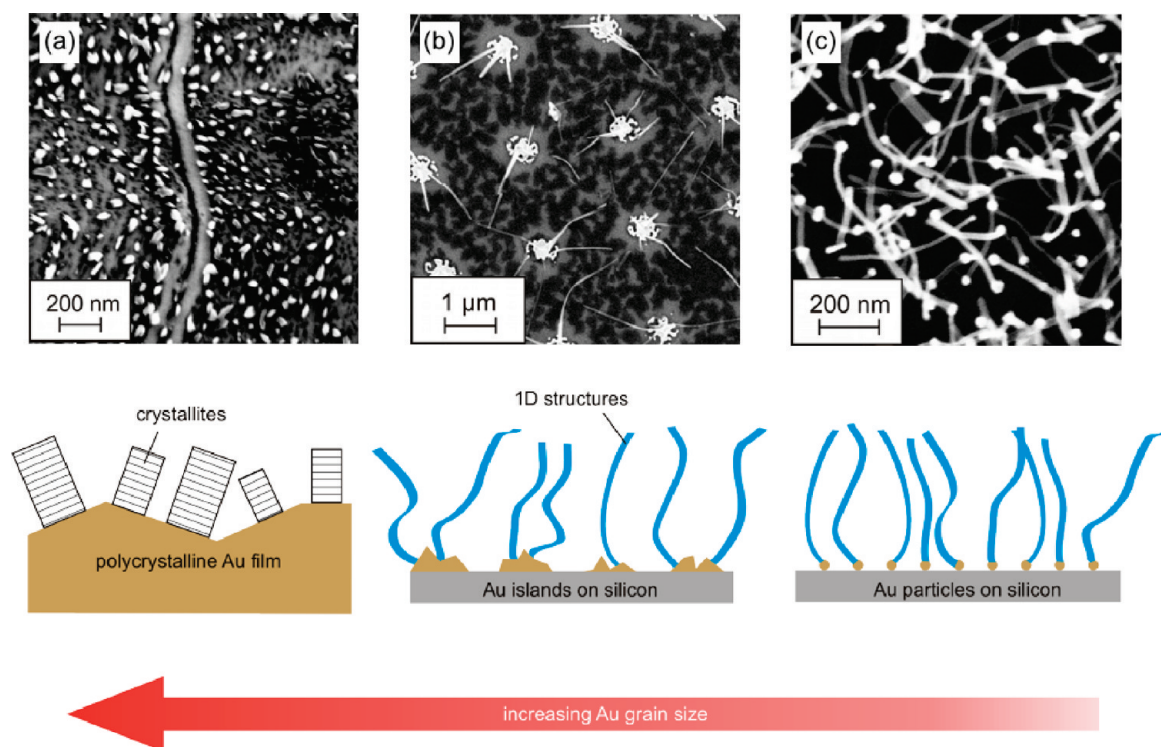 (a)
(b)
(c)
200 nm
1 µm
200 nm
crystallites
polycrystalline Au film
1D structures
Au islands on silicon
Au particles on silicon
increasing Au grain size